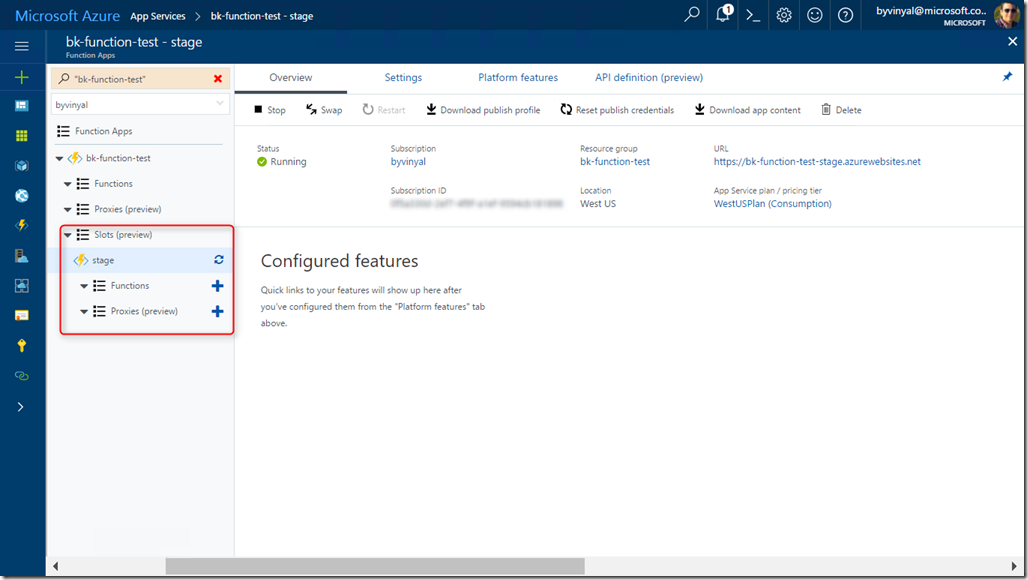 Microsoft Azure App Services > bk-function-test - stage
1
>_
?
byvinyal@microsoft.co..
MICROSOFT
bk-function-test - stage
Function Apps
"bk-function-test"
byvinyal
Function Apps
bk-function-test
Functions
Proxies (preview)
Slots (preview)
stage
Functions
Proxies (preview)
Overview Settings Platform features API definition (preview)
Stop Swap Restart Download publish profile Reset publish credentials Download app content Delete
Status Subscription Resource group URL
Running byvinyal bk-function-test https://bk-function-test-stage.azurewebsites.net
Subscription ID Location App Service plan / pricing tier
West US WestUSPlan (Consumption)
Configured features
Quick links to your features will show up here after
you've configured them from the "Platform features" tab
above.